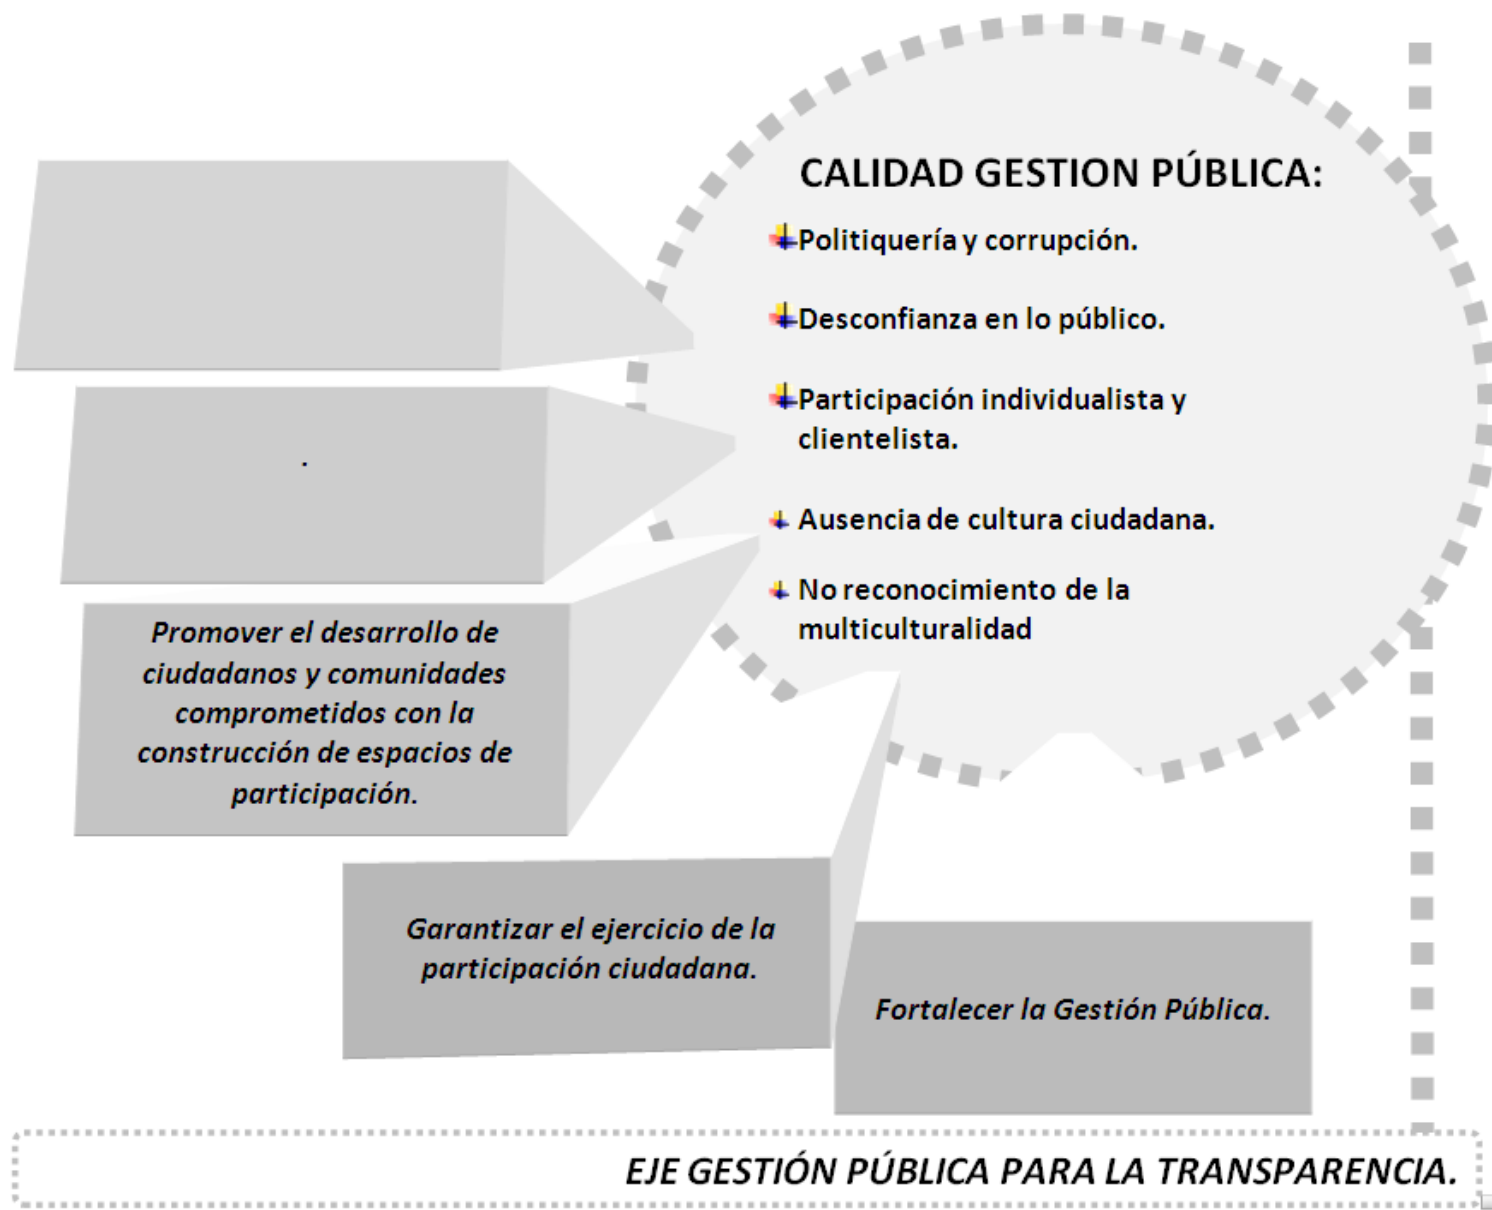 CALIDAD GESTION PÚBLICA:
Politiquería y corrupción.
Desconfianza en lo público.
Participación individualista y
clientelista.
Ausencia de cultura ciudadana.
No reconocimiento de la
multiculturalidad
.
Promover el desarrollo de
ciudadanos y comunidades
comprometidos con la
construcción de espacios de
participación.
Garantizar el ejercicio de la
participación ciudadana.
Fortalecer la Gestión Pública.
EJE GESTIÓN PÚBLICA PARA LA TRANSPARENCIA.